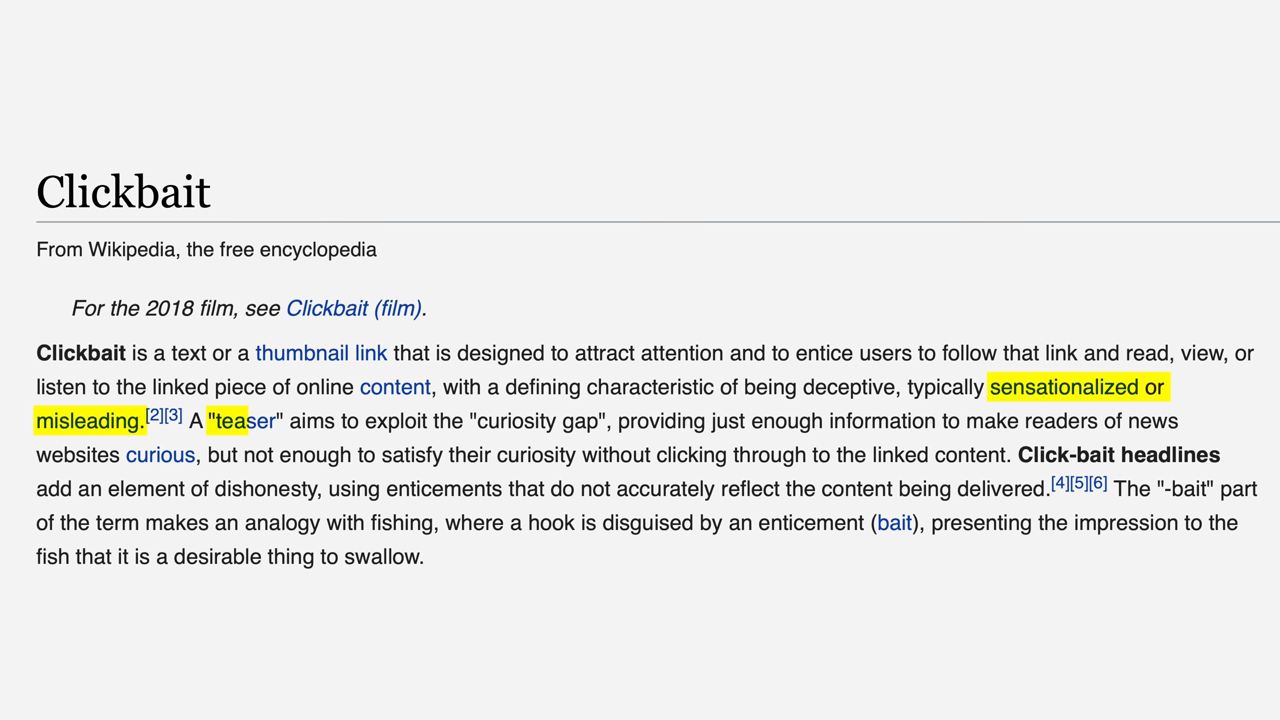 Clickbait
From Wikipedia, the free encyclopedia
For the 2018 film, see Clickbait (film).
Clickbait is a text or a thumbnail link that is designed to attract attention and to entice users to follow that link and read, view, or
listen to the linked piece of online content, with a defining characteristic of being deceptive, typically sensationalized or
misleading.[2][3] A "teaser" aims to exploit the "curiosity gap", providing just enough information to make readers of news
websites curious, but not enough to satisfy their curiosity without clicking through to the linked content. Click-bait headlines
add an element of dishonesty, using enticements that do not accurately reflect the content being delivered.[4][5][6] The "-bait" part
of the term makes an analogy with fishing, where a hook is disguised by an enticement (bait), presenting the impression to the
fish that it is a desirable thing to swallow.